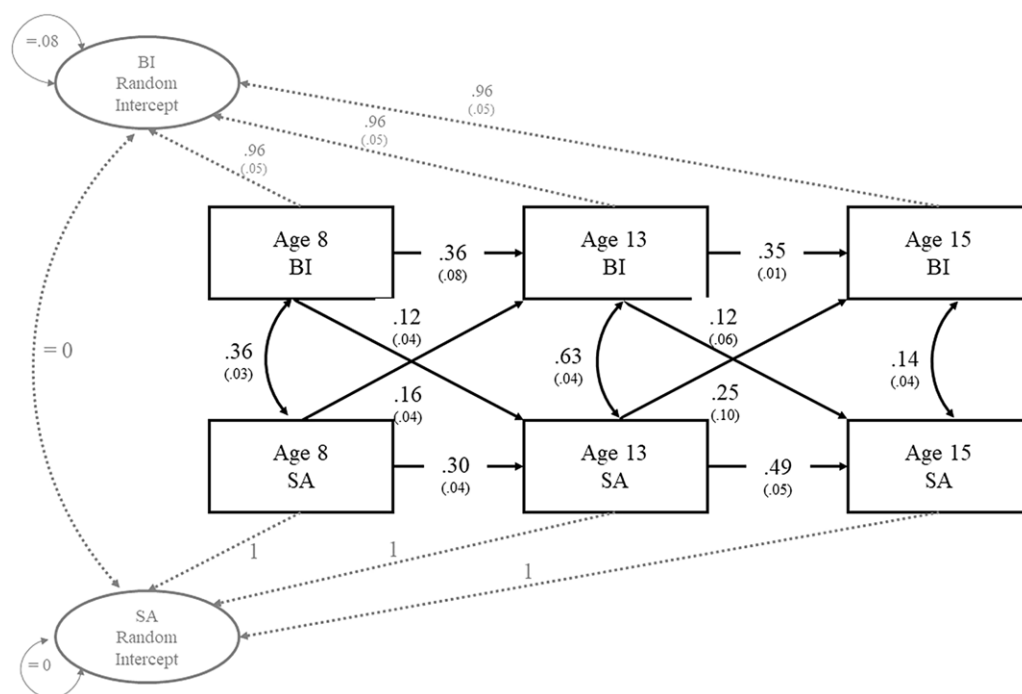 =.08
BI
Random
Intercept
.96
(.05)
.96
(.05)
.96
(.05)
Age 8
BI
.36
(.08)
Age 13
BI
.35
(.01)
Age 15
BI
= 0
.36
(.03)
.12
(.04)
.16
(.04)
.63
(.04)
.12
(.06)
.25
(.10)
.14
(.04)
Age 8
SA
.30
(.04)
Age 13
SA
.49
(.05)
Age 15
SA
1
1
1
SA
Random
Intercept
= 0